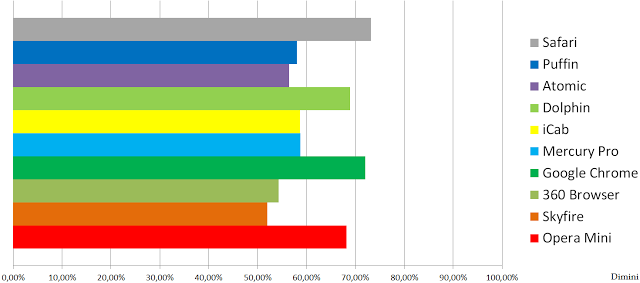 Safari
Puffin
Atomic
Dolphin
iCab
Mercury Pro
Google Chrome
360 Browser
Skyfire
Opera Mini
0,00% 10,00% 20,00% 30,00% 40,00% 50,00% 60,00% 70,00% 80,00% 90,00% 100,00%
Dimini